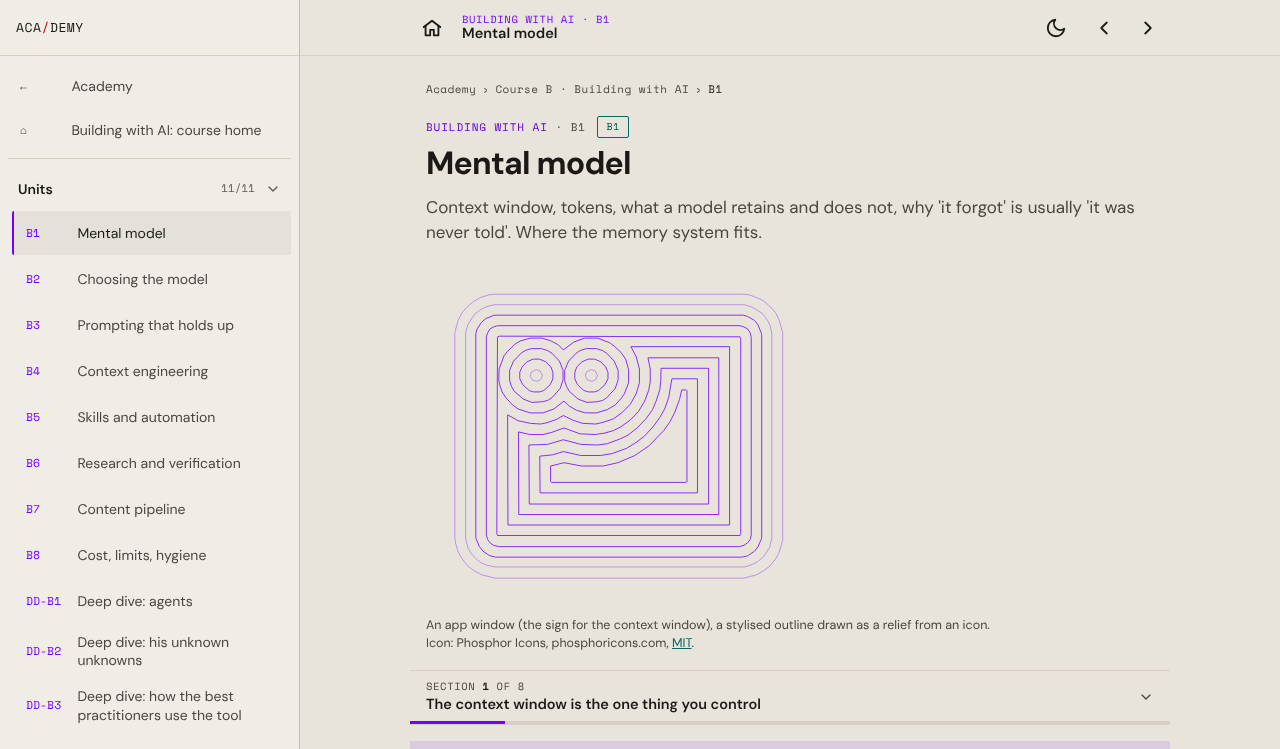 ACA/DEMY
← Academy
⌂ Building with AI: course home
Units 11/11
B1 Mental model
B2 Choosing the model
B3 Prompting that holds up
B4 Context engineering
B5 Skills and automation
B6 Research and verification
B7 Content pipeline
B8 Cost, limits, hygiene
DD-B1 Deep dive: agents
DD-B2 Deep dive: his unknown
unknowns
DD-B3 Deep dive: how the best
practitioners use the tool
BUILDING WITH AI · B1
Mental model
Academy › Course B · Building with AI › B1
BUILDING WITH AI · B1 B1
Mental model
Context window, tokens, what a model retains and does not, why 'it forgot' is usually 'it was
never told'. Where the memory system fits.
An app window (the sign for the context window), a stylised outline drawn as a relief from an icon.
Icon: Phosphor Icons, phosphoricons.com, MIT.
SECTION 1 OF 8
The context window is the one thing you control